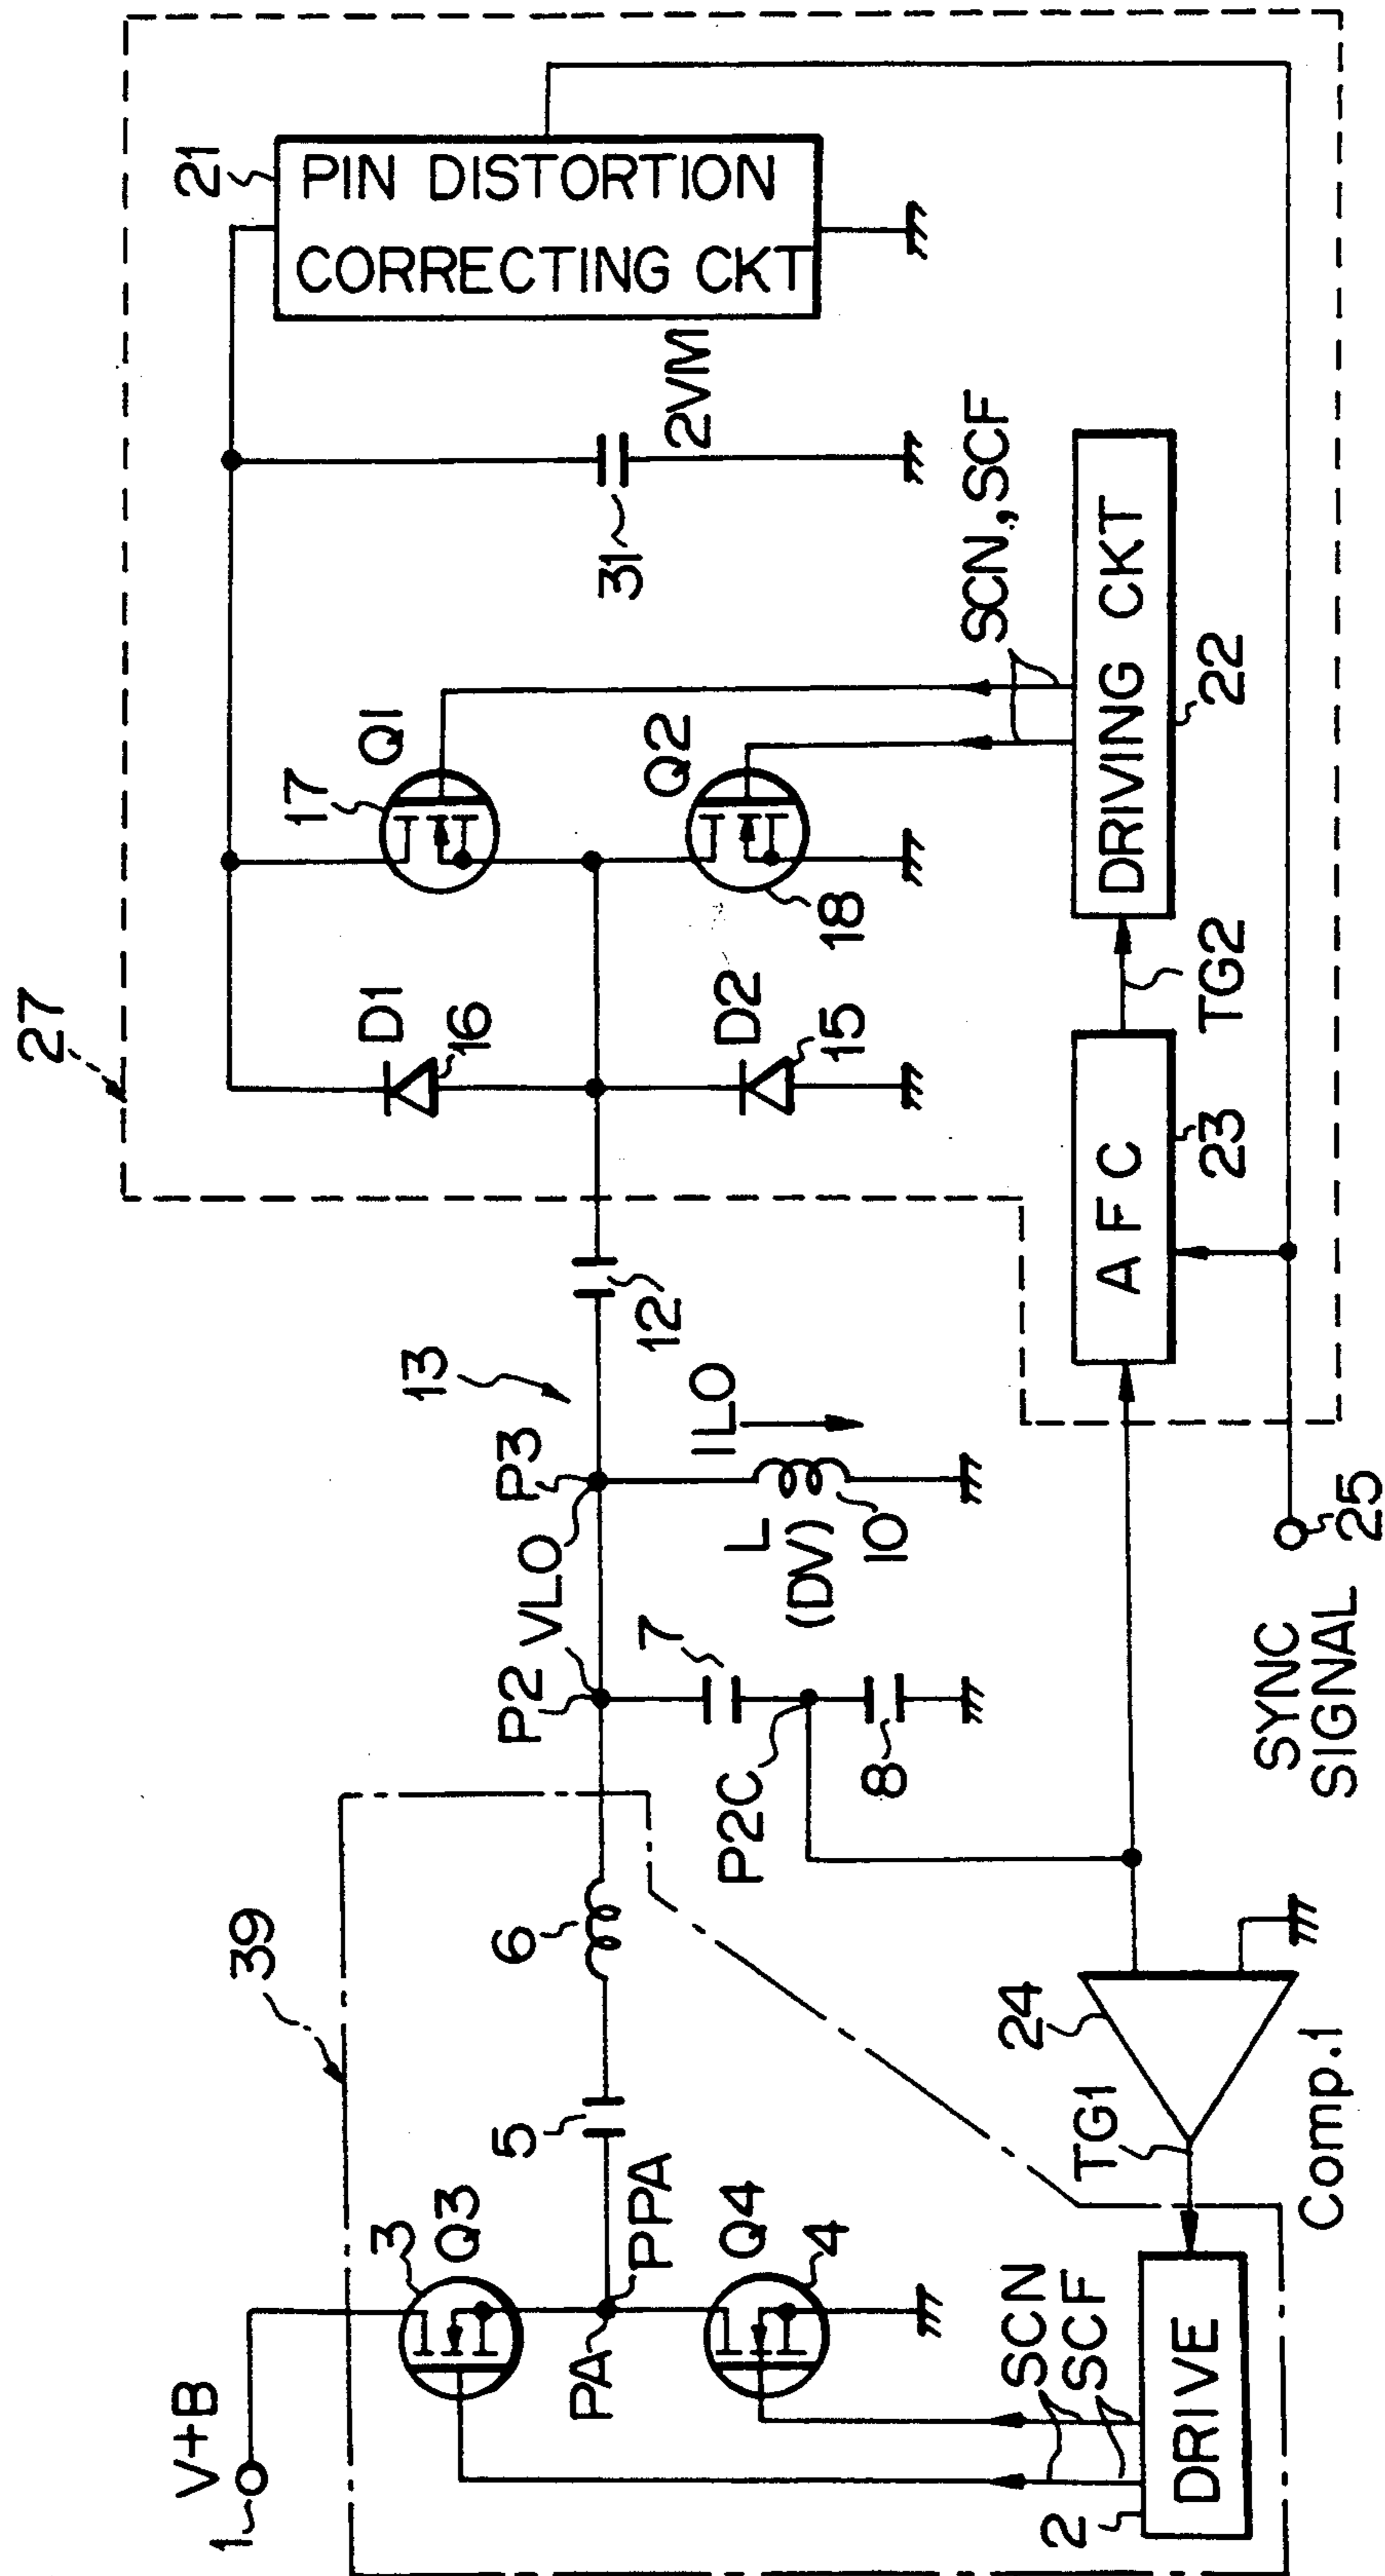 27
21
PIN DISTORTION
CORRECTING CKT
2VM
31
17
Q1
Q2
18
SCN, SCF
D1
16
D2
15
DRIVING CKT
22
TG2
AFC
23
12
13
P3
VLO
ILO
L
(DV)
10
P2
7
P2C
8
25
SYNC
SIGNAL
39
6
5
24
TG1
Comp.1
3
Q3
PPA
PA
Q4
4
SCN
SCF
V+B
1
2
DRIVE